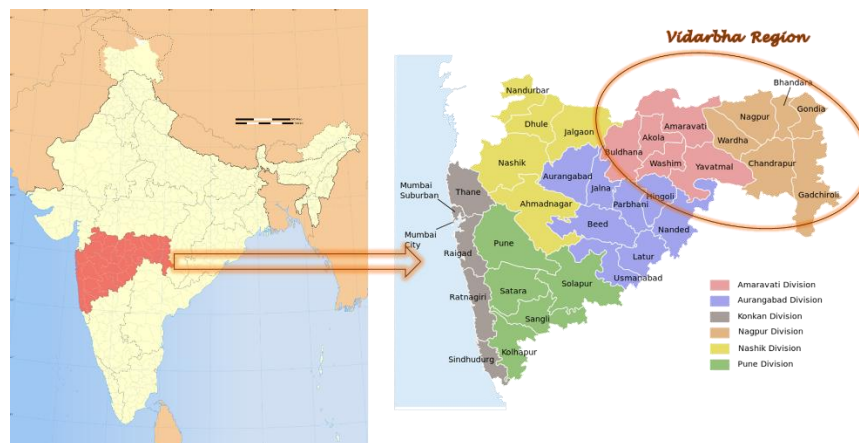 Vidarbha Region
Bhandara
Nandurbar
Nagpur
Gondia
Dhule
Jalgaon
Akola
Amaravati
Wardha
Buldhana
Nashik
Washim
Yavatmal
Chandrapur
Aurangabad
Jalna
Hingoli
Mumbai
Suburban
Thane
Parbhani
Gadchiroli
Ahmadnagar
Mumbai
City
Beed
Nanded
Raigad
Pune
Latur
Usmanabad
Solapur
Satara
Ratnagiri
Sangli
Kolhapur
Sindhudurg
Amaravati Division
Aurangabad Division
Konkan Division
Nagpur Division
Nashik Division
Pune Division